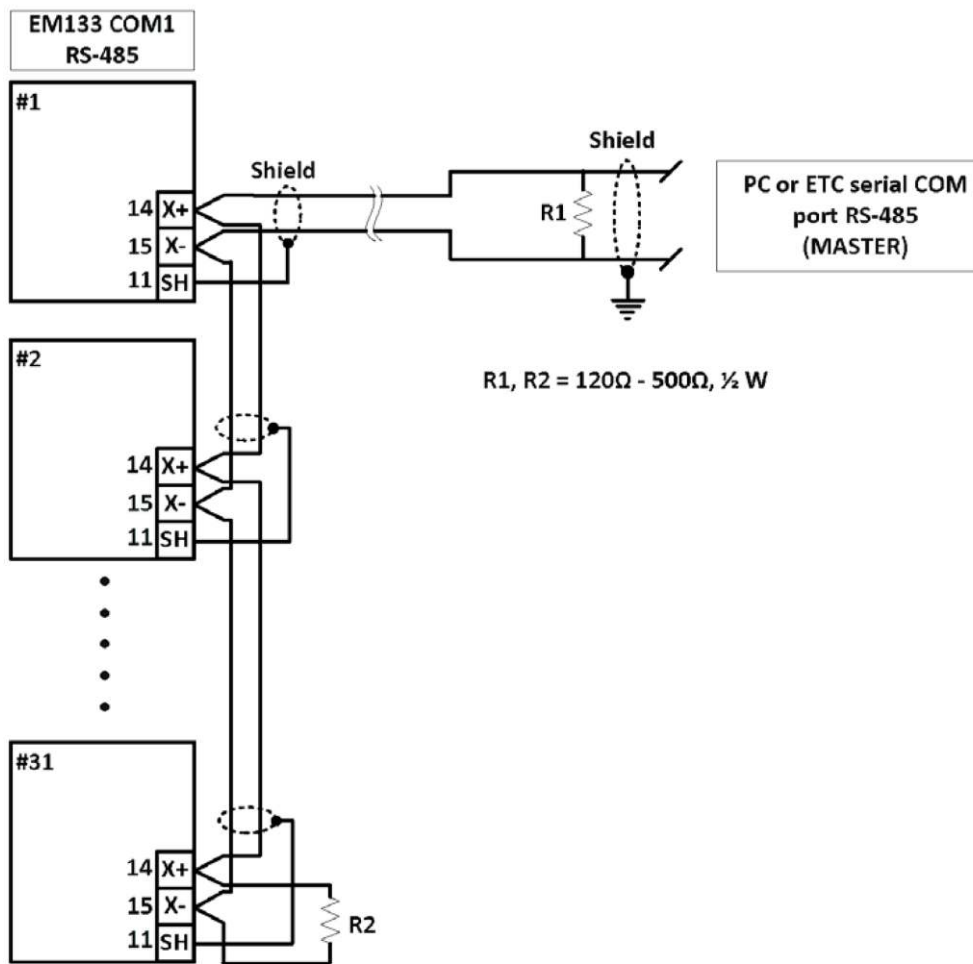 EM133 COM1
RS-485
#1
Shield
Shield
14 X+
15 X-
11 SH
R1
PC or ETC serial COM
port RS-485
(MASTER)
#2
R1, R2 = 120Ω - 500Ω, ½ W
14 X+
15 X-
11 SH
#31
14 X+
15 X-
11 SH
R2